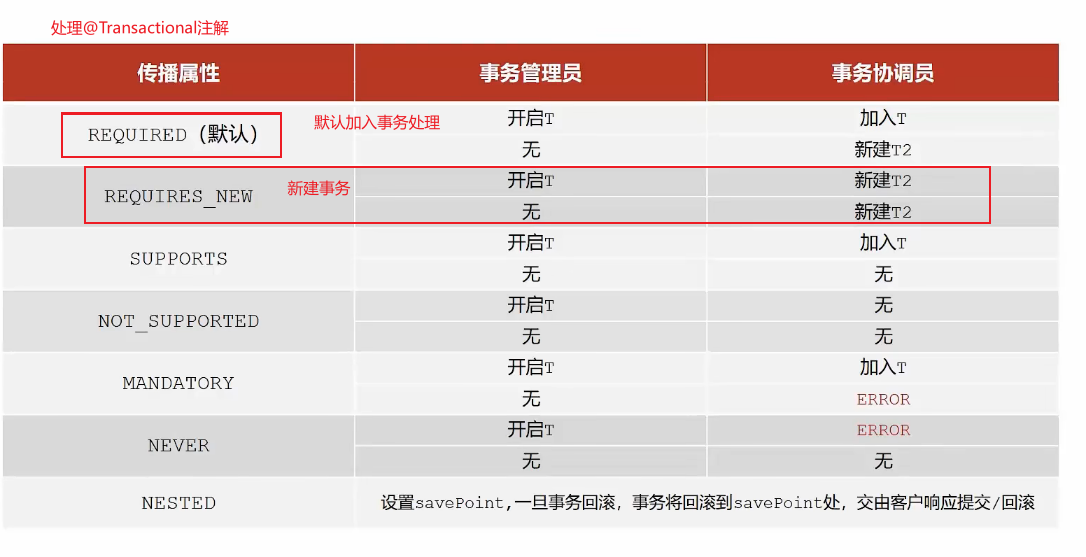 处理@Transactional注解
传播属性 事务管理员 事务协调员
REQUIRED（默认） 默认加入事务处理 开启T 加入T
无 新建T2
REQUIRES_NEW 新建事务 开启T 新建T2
无 新建T2
SUPPORTS 开启T 加入T
无 无
NOT_SUPPORTED 开启T 无
无 无
MANDATORY 开启T 加入T
无 ERROR
NEVER 开启T ERROR
无 无
NESTED 设置savePoint,一旦事务回滚，事务将回滚到savePoint处，交由客户响应提交/回滚